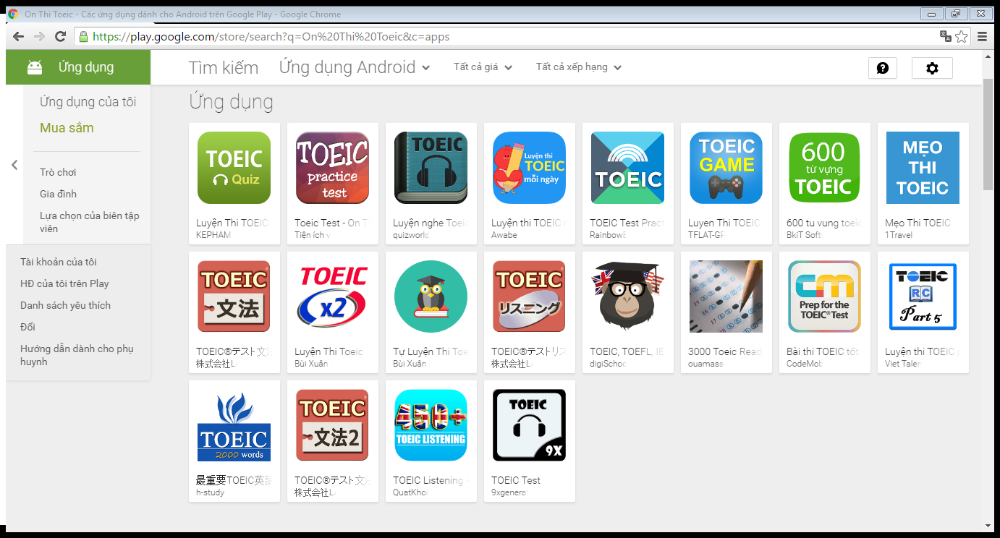 On Thi Toeic - Các ứng dụng dành cho Android trên Google Play - Google Chrome
https://play.google.com/store/search?q=On%20Thi%20Toeic&c=apps
Ứng dụng
Tìm kiếm Ứng dụng Android Tất cả giá Tất cả xếp hạng
Ứng dụng của tôi
Mua sắm
Trò chơi
Gia đình
Lựa chọn của biên tập
viên
Tài khoản của tôi
HĐ của tôi trên Play
Danh sách yêu thích
Đổi
Hướng dẫn dành cho phụ
huynh
Ứng dụng
TOEIC
Quiz
Luyện Thi TOEIC
KEPHAM
TOEIC
practice
test
Toeic Test - On T
Tiện ích v
TOEIC
Luyện nghe Toeic
quizworld
Luyện thi
TOEIC
mỗi ngày
Luyện thi TOEIC
Awabe
TOEIC
TOEIC Test Pract
RainbowE
TOEIC
GAME
Luyen Thi TOEIC
TFLAT-GR
600
từ vựng
TOEIC
600 tu vung toeic
BkiT Soft
MẸO
THI
TOEIC
Mẹo Thi TOEIC
1Travel
TOEIC
文法
TOEIC®テスト文法
株式会社L
TOEIC
x2
Luyện Thi Toeic
Bùi Xuân
Tự Luyện Thi Toe
Bùi Xuân
TOEIC
リスニング
TOEIC®テストリス
株式会社L
TOEIC, TOEFL, IE
digiSchoo
3000 Toeic Read
ouamass
cm
Prep for the
TOEIC® Test
Bài thi TOEIC tốt
CodeMob
TOEIC
RC
Part 5
Luyện thi TOEIC
Viet Talen
TOEIC
2000 words
最重要TOEIC英語
h-study
TOEIC
文法2
TOEIC®テスト文法
株式会社L
450+
TOEIC LISTENING
TOEIC Listening
QuatKhoi
TOEIC
9X
TOEIC Test
9xgenerat